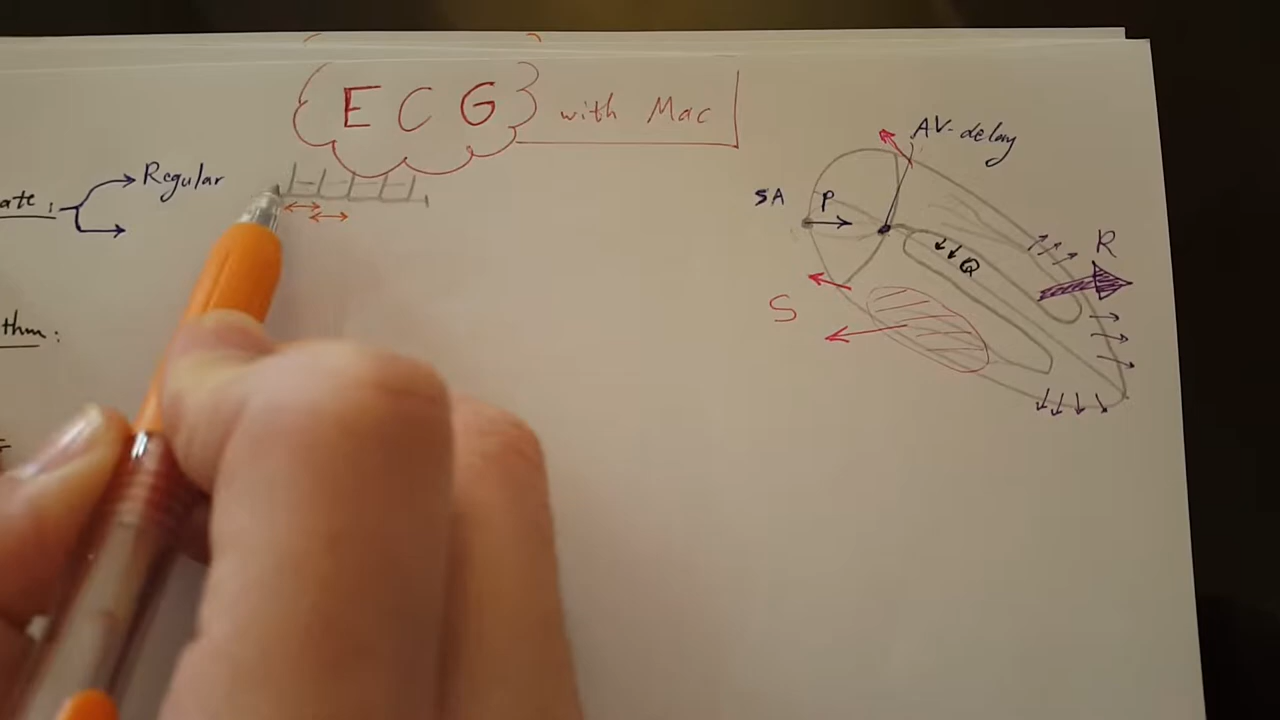 ECG with Mac
ate: Regular
AV-delay
SA P
Q
R
S
thm: